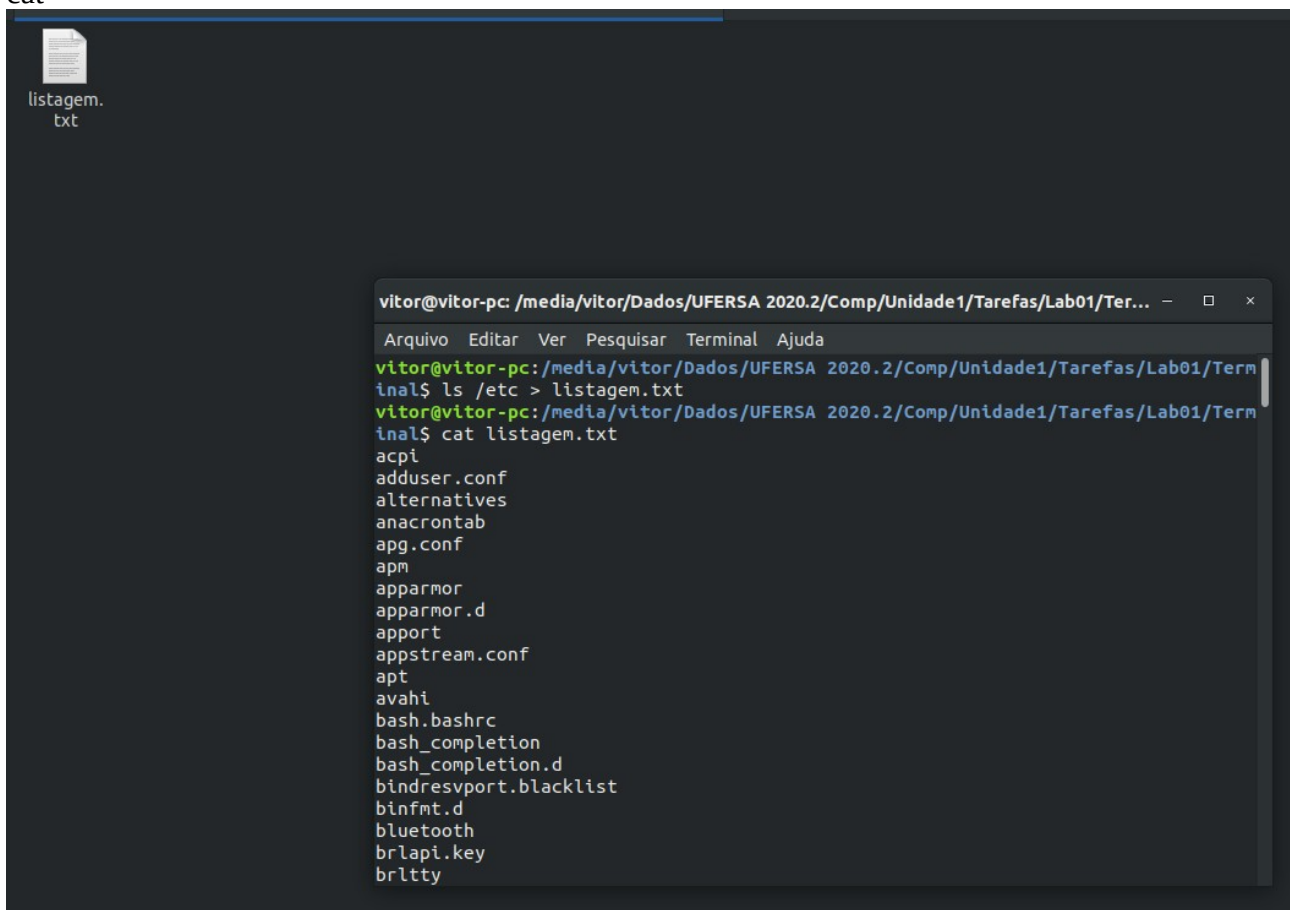 cat
listagem.
txt
vitor@vitor-pc: /media/vitor/Dados/UFERSA 2020.2/Comp/Unidade1/Tarefas/Lab01/Ter...
Arquivo Editar Ver Pesquisar Terminal Ajuda
vitor@vitor-pc:/media/vitor/Dados/UFERSA 2020.2/Comp/Unidade1/Tarefas/Lab01/Term
inal$ ls /etc > listagem.txt
vitor@vitor-pc:/media/vitor/Dados/UFERSA 2020.2/Comp/Unidade1/Tarefas/Lab01/Term
inal$ cat listagem.txt
acpi
adduser.conf
alternatives
anacrontab
apg.conf
apm
apparmor
apparmor.d
apport
appstream.conf
apt
avahi
bash.bashrc
bash_completion
bash_completion.d
bindresvport.blacklist
binfmt.d
bluetooth
brlapi.key
brltty